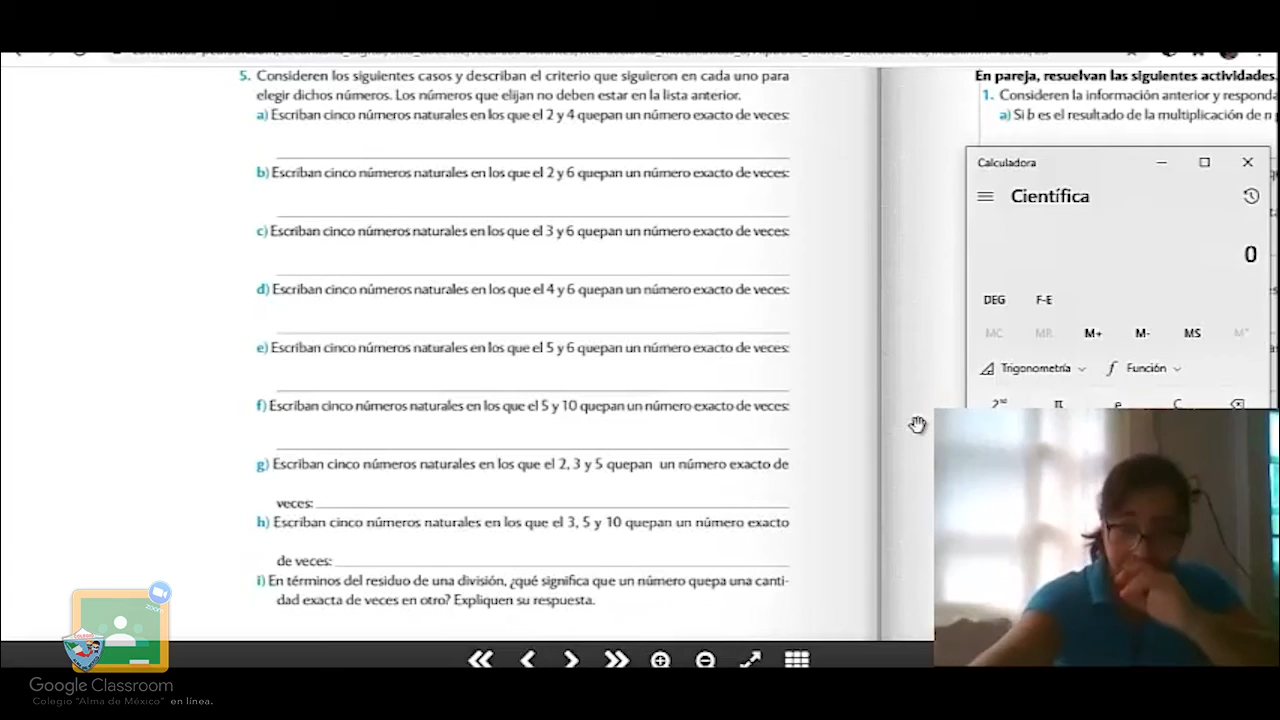 5. Consideren los siguientes casos y describan el criterio que siguieron en cada uno para
elegir dichos números. Los números que elijan no deben estar en la lista anterior.
a) Escriban cinco números naturales en los que el 2 y 4 quepan un número exacto de veces:
b) Escriban cinco números naturales en los que el 2 y 6 quepan un número exacto de veces:
c) Escriban cinco números naturales en los que el 3 y 6 quepan un número exacto de veces:
d) Escriban cinco números naturales en los que el 4 y 6 quepan un número exacto de veces:
e) Escriban cinco números naturales en los que el 5 y 6 quepan un número exacto de veces:
f) Escriban cinco números naturales en los que el 5 y 10 quepan un número exacto de veces:
g) Escriban cinco números naturales en los que el 2, 3 y 5 quepan un número exacto de
veces:
h) Escriban cinco números naturales en los que el 3, 5 y 10 quepan un número exacto
de veces:
i) En términos del residuo de una división, ¿qué significa que un número quepa una canti-
dad exacta de veces en otro? Expliquen su respuesta.
En pareja, resuelvan las siguientes actividades.
1. Consideren la información anterior y responda
a) Si b es el resultado de la multiplicación de n
Calculadora
Científica
0
DEG F-E
MC MR M+ M- MS M˅
Trigonometría f Función
2ⁿᵈ π e C
zoom
COLEGIO
Google Classroom
Colegio "Alma de México" en línea.